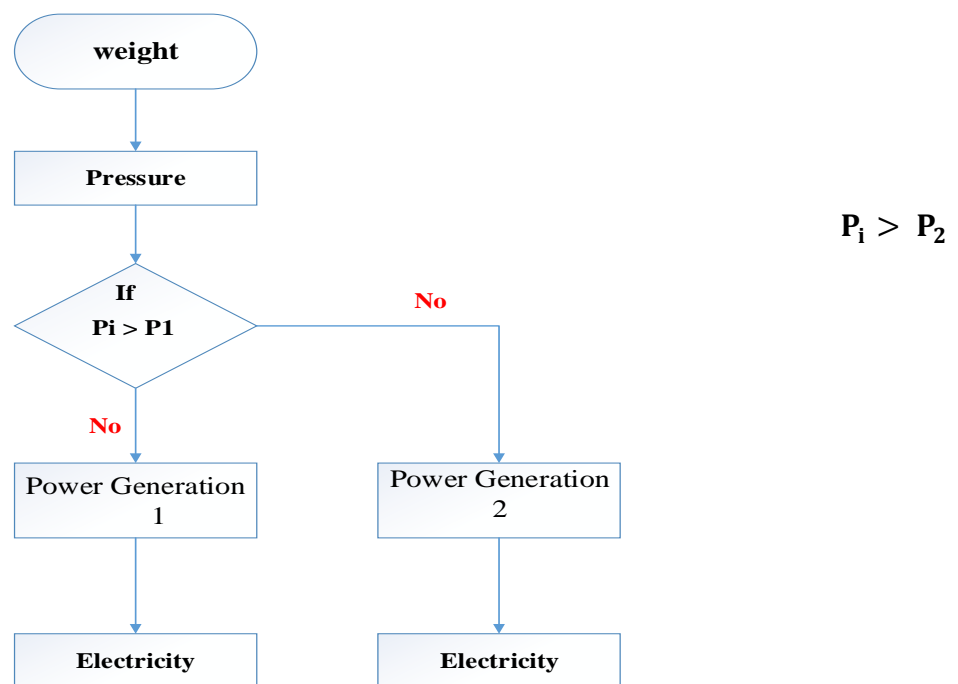 weight
Pressure
If
Pi > P1
No
No
Power Generation
1
Power Generation
2
Electricity
Electricity
Pᵢ > P₂